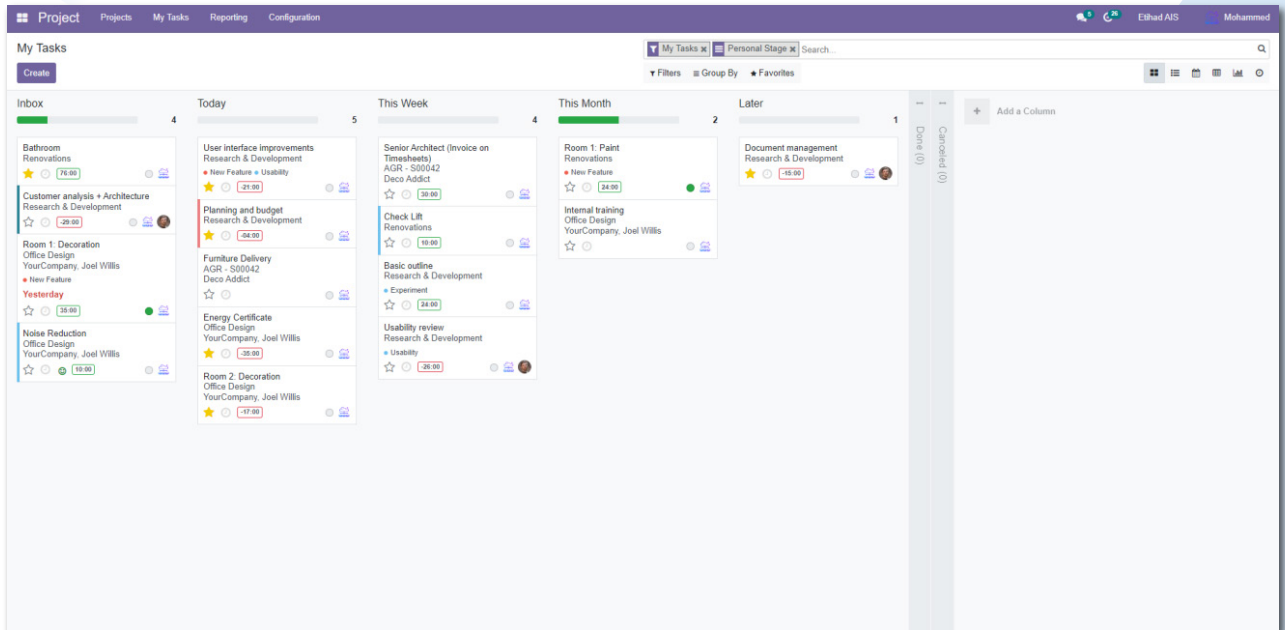 Project Projects My Tasks Reporting Configuration 5 26 Etihad AIS Mohammed
My Tasks
My Tasks x Personal Stage x Search...
Create
Filters Group By Favorites
Inbox
4
Bathroom
Renovations
76:00
Customer analysis + Architecture
Research & Development
-29:00
Room 1: Decoration
Office Design
YourCompany, Joel Willis
New Feature
Yesterday
35:00
Noise Reduction
Office Design
YourCompany, Joel Willis
10:00
Today
5
User interface improvements
Research & Development
New Feature Usability
-21:00
Planning and budget
Research & Development
-54:00
Furniture Delivery
AGR - S00042
Deco Addict
Energy Certificate
Office Design
YourCompany, Joel Willis
-35:00
Room 2: Decoration
Office Design
YourCompany, Joel Willis
-17:00
This Week
4
Senior Architect (Invoice on
Timesheets)
AGR - S00042
Deco Addict
30:00
Check Lift
Renovations
10:00
Basic outline
Research & Development
Experiment
24:00
Usability review
Research & Development
Usability
-26:00
This Month
2
Room 1: Paint
Renovations
New Feature
24:00
Internal training
Office Design
YourCompany, Joel Willis
Later
1
Document management
Research & Development
-15:00
Done (0)
Canceled (0)
+ Add a Column